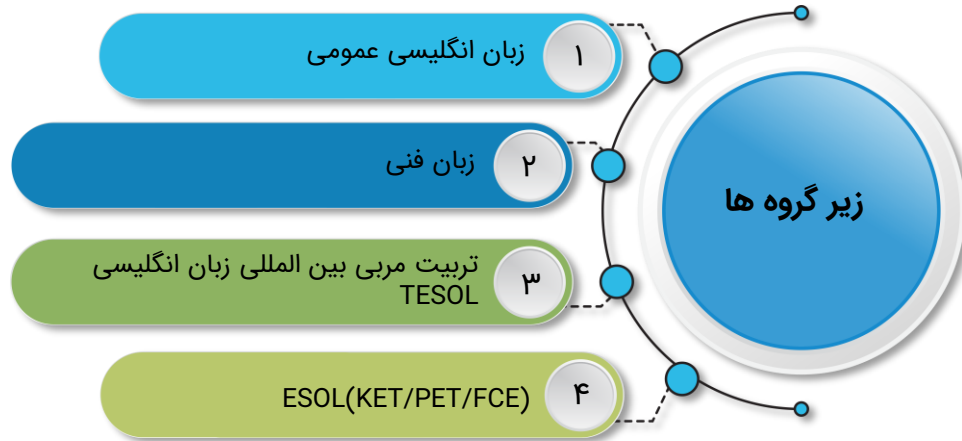 زیر گروه ها
۱
زبان انگلیسی عمومی
۲
زبان فنی
۳
تربیت مربی بین المللی زبان انگلیسی
TESOL
۴
ESOL(KET/PET/FCE)